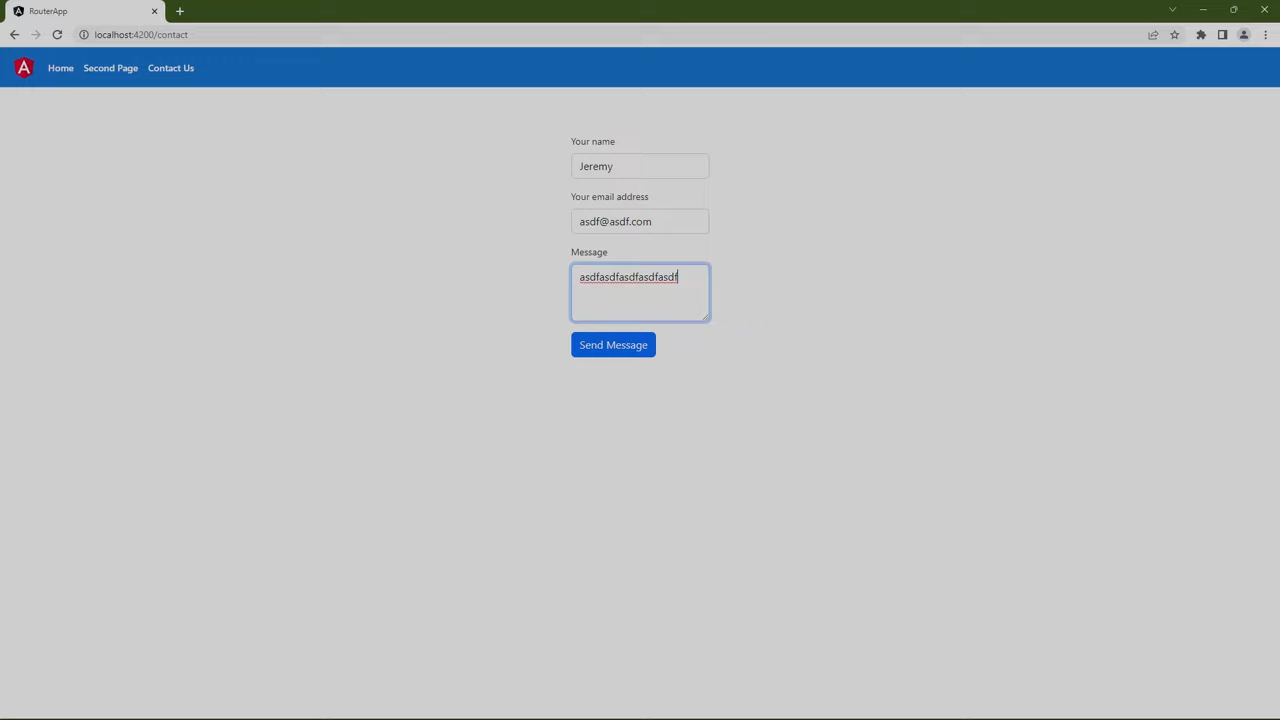 RouterApp
localhost:4200/contact
Home Second Page Contact Us
Your name
Jeremy
Your email address
asdf@asdf.com
Message
asdfasdfasdfasdfasdf
Send Message